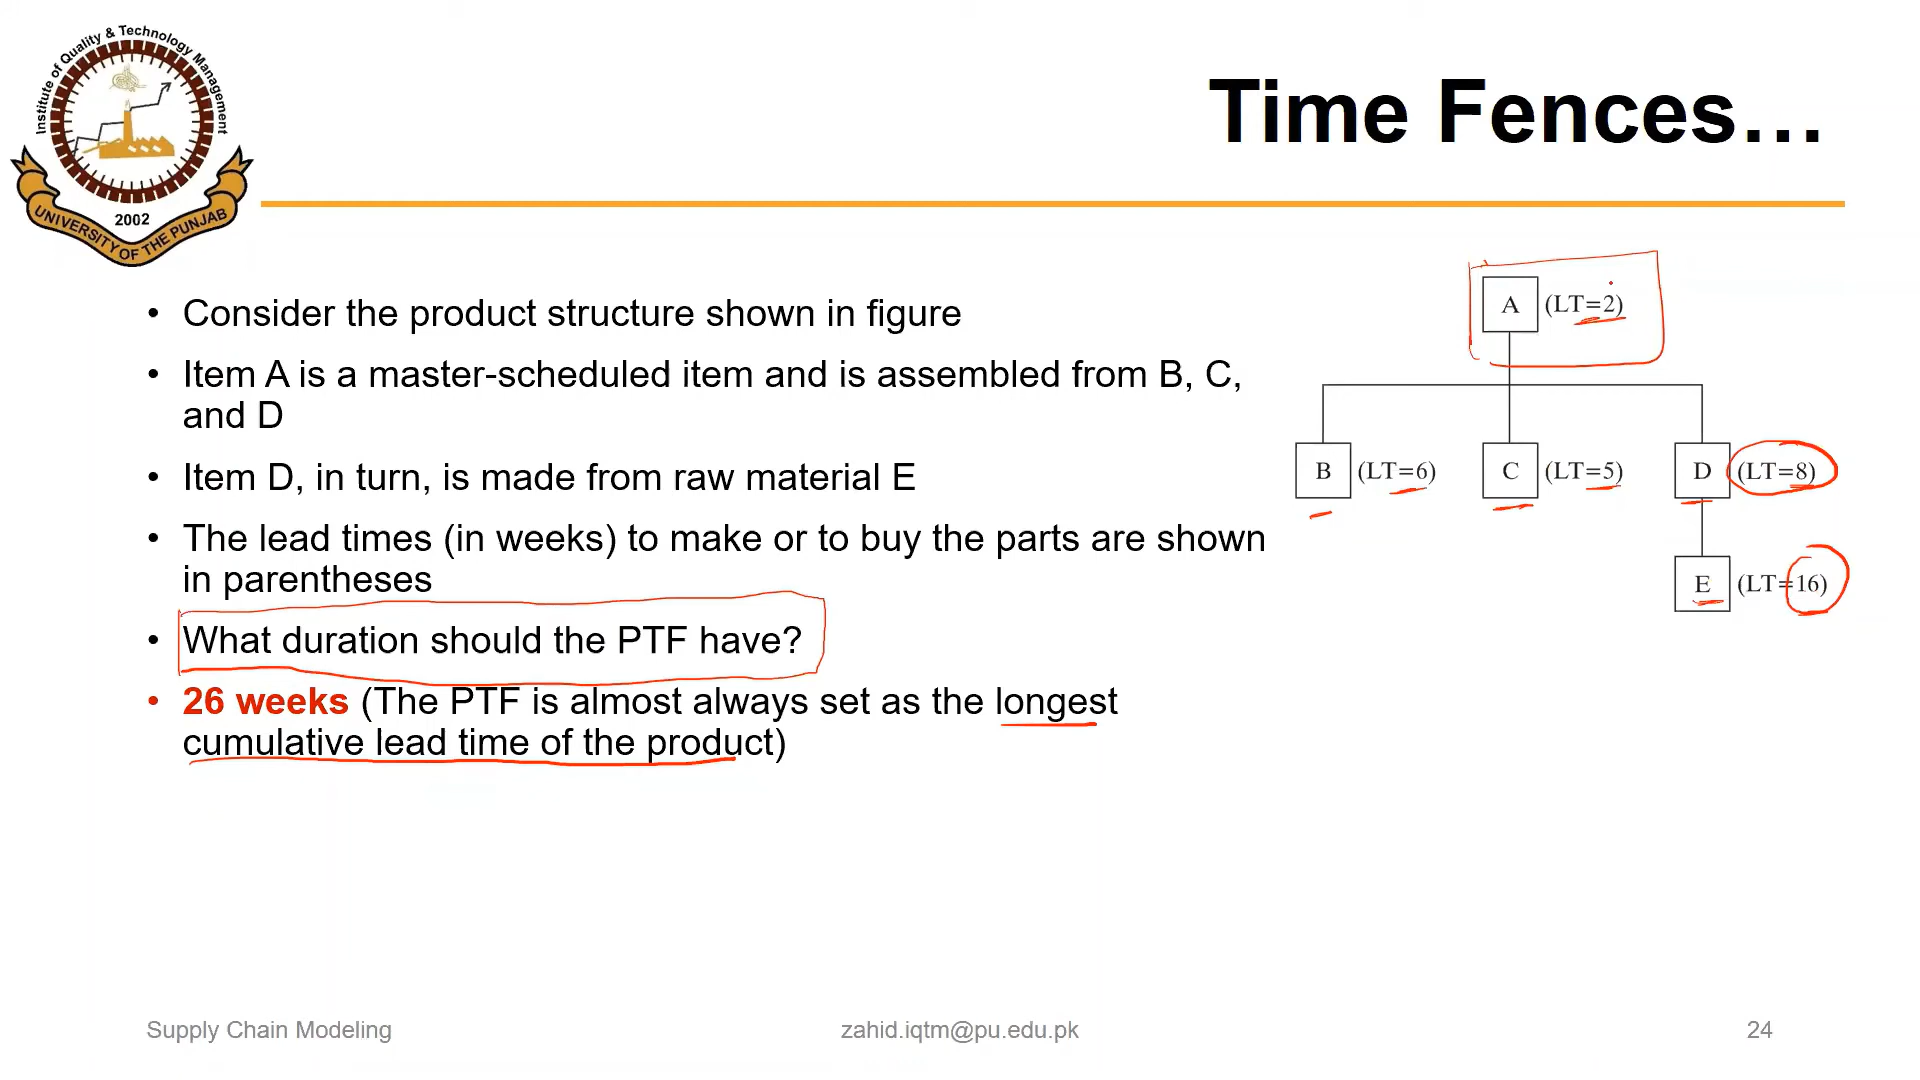 Institute of Quality & Technology Management
2002
UNIVERSITY OF THE PUNJAB
Time Fences...
• Consider the product structure shown in figure
• Item A is a master-scheduled item and is assembled from B, C,
and D
• Item D, in turn, is made from raw material E
• The lead times (in weeks) to make or to buy the parts are shown
in parentheses
• What duration should the PTF have?
• 26 weeks (The PTF is almost always set as the longest
cumulative lead time of the product)
A (LT=2)
B (LT=6) C (LT=5) D (LT=8)
E (LT=16)
Supply Chain Modeling zahid.iqtm@pu.edu.pk 24